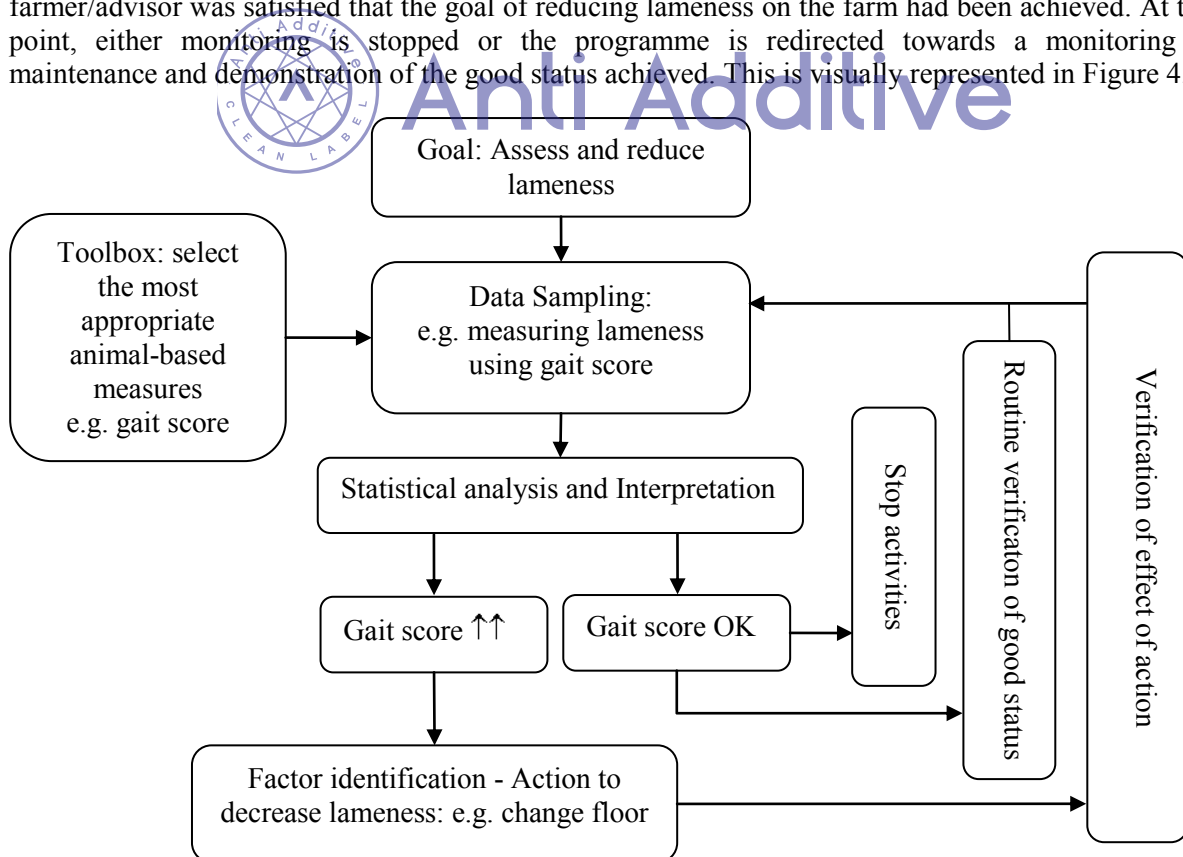 farmer/advisor was satisfied that the goal of reducing lameness on the farm had been achieved. At t
point, either monitoring is stopped or the programme is redirected towards a monitoring
maintenance and demonstration of the good status achieved. This is visually represented in Figure 4
Anti Additive
CLEAN LABEL
Anti Additive
Goal: Assess and reduce
lameness
Toolbox: select
the most
appropriate
animal-based
measures
e.g. gait score
Data Sampling:
e.g. measuring lameness
using gait score
Statistical analysis and Interpretation
Gait score ↑↑
Gait score OK
Stop activities
Routine verificaton of good status
Verification of effect of action
Factor identification - Action to
decrease lameness: e.g. change floor